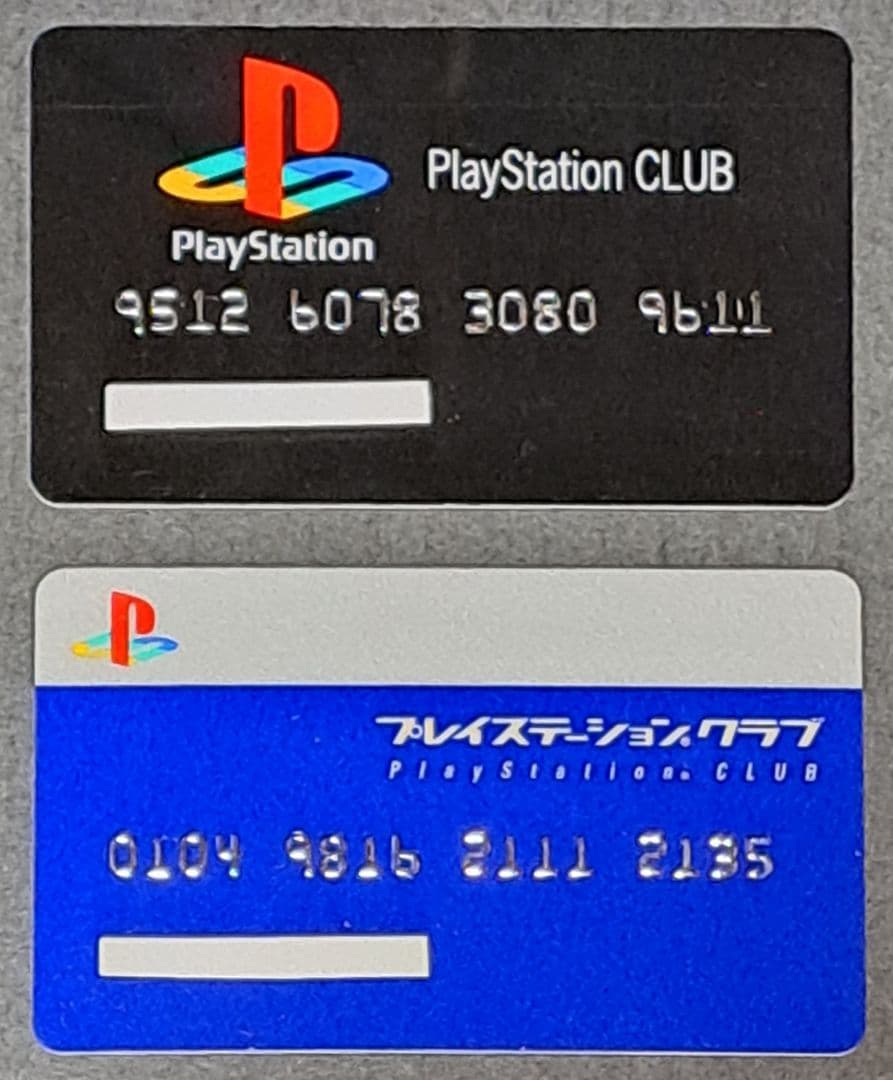 PlayStation CLUB
PlayStation
9512 6078 3080 9611
プレイステーション®クラブ
PlayStation® CLUB
0104 9816 2111 2135